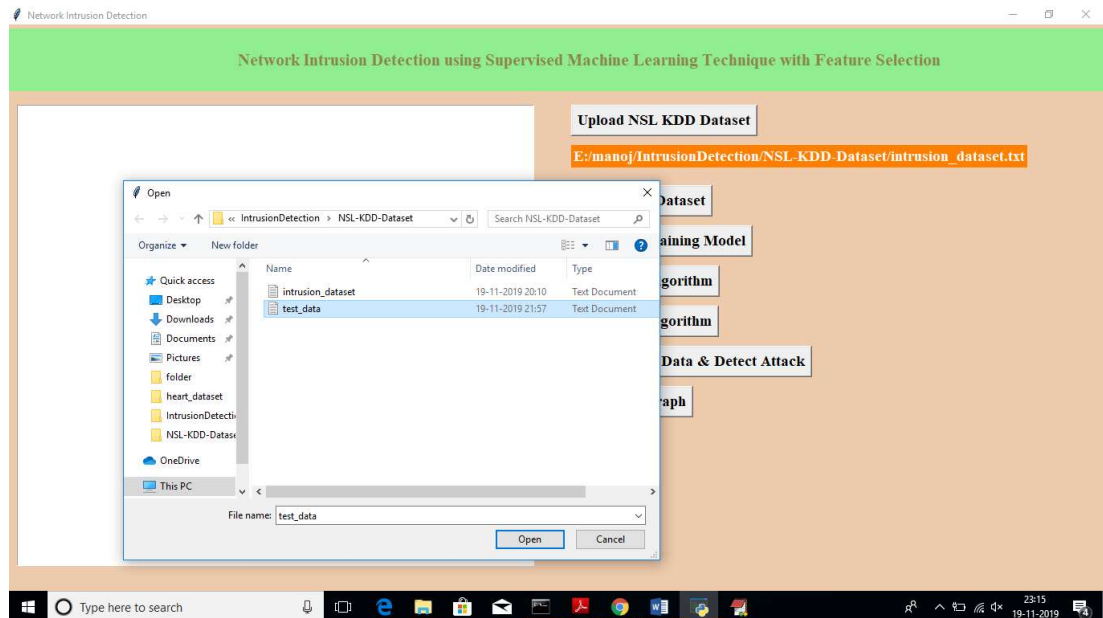 Network Intrusion Detection
Network Intrusion Detection using Supervised Machine Learning Technique with Feature Selection
Upload NSL KDD Dataset
E:/manoj/IntrusionDetection/NSL-KDD-Dataset/intrusion_dataset.txt
Dataset
aining Model
gorithm
gorithm
Data & Detect Attack
raph
Open
« IntrusionDetection › NSL-KDD-Dataset
Search NSL-KDD-Dataset
Organize
New folder
Name
Date modified
Type
intrusion_dataset
19-11-2019 20:10
Text Document
test_data
19-11-2019 21:57
Text Document
Quick access
Desktop
Downloads
Documents
Pictures
folder
heart_dataset
IntrusionDetecti
NSL-KDD-Datase
OneDrive
This PC
File name: test_data
Open
Cancel
Type here to search
23:15
19-11-2019
4